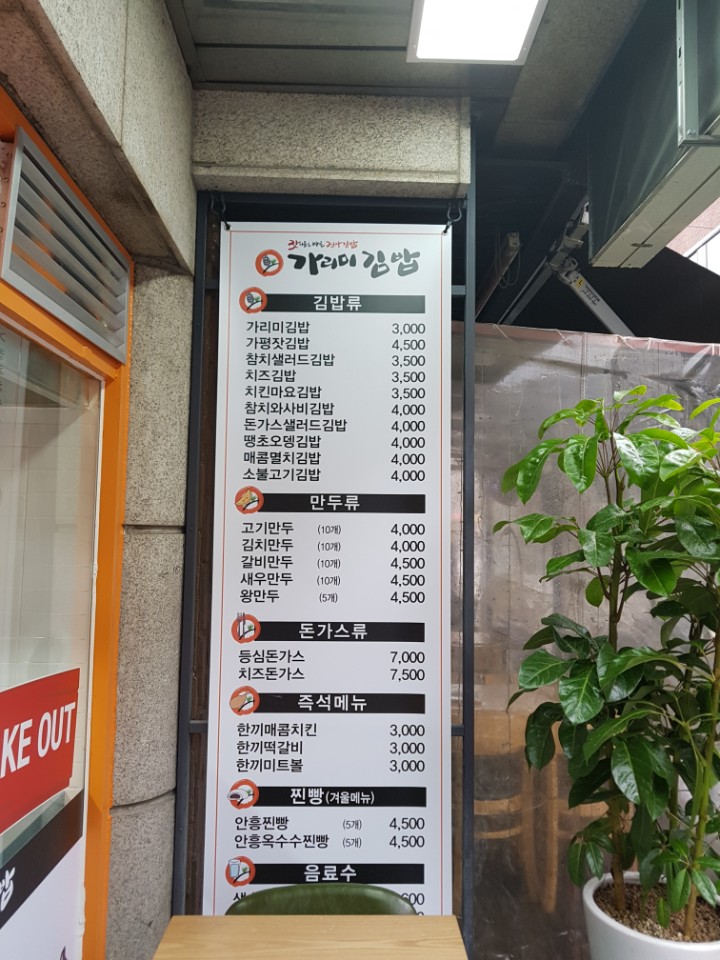 가리미김밥
김밥류
가리미김밥 3,000
가평잣김밥 4,500
참치샐러드김밥 3,500
치즈김밥 3,500
치킨마요김밥 3,500
참치와사비김밥 4,000
돈가스샐러드김밥 4,000
땡초오뎅김밥 4,000
매콤멸치김밥 4,000
소불고기김밥 4,000
만두류
고기만두 (10개) 4,000
김치만두 (10개) 4,000
갈비만두 (10개) 4,500
새우만두 (10개) 4,500
왕만두 (5개) 4,500
돈가스류
등심돈가스 7,000
치즈돈가스 7,500
즉석메뉴
한끼매콤치킨 3,000
한끼떡갈비 3,000
한끼미트볼 3,000
찐빵(겨울메뉴)
안흥찐빵 (5개) 4,500
안흥옥수수찐빵 (5개) 4,500
음료수
KE OUT